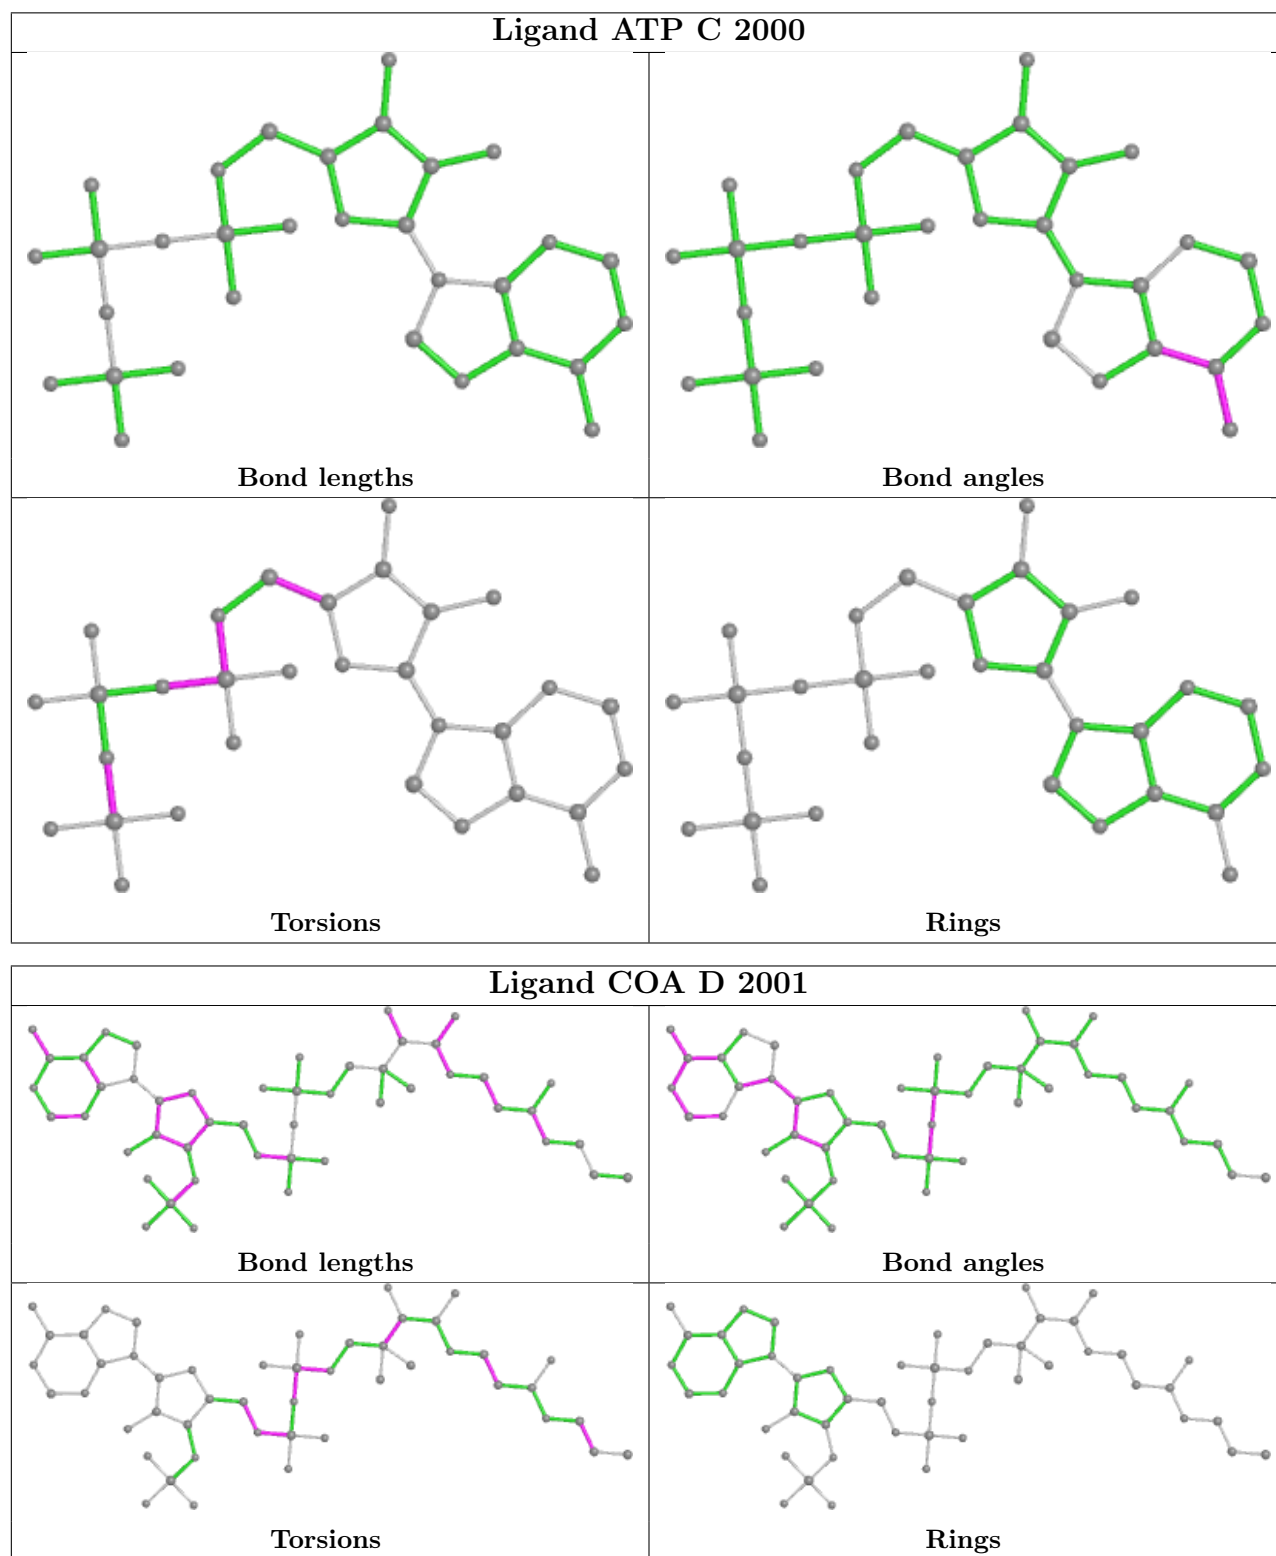 Ligand ATP C 2000
Bond lengths
Bond angles
Torsions
Rings
Ligand COA D 2001
Bond lengths
Bond angles
Torsions
Rings